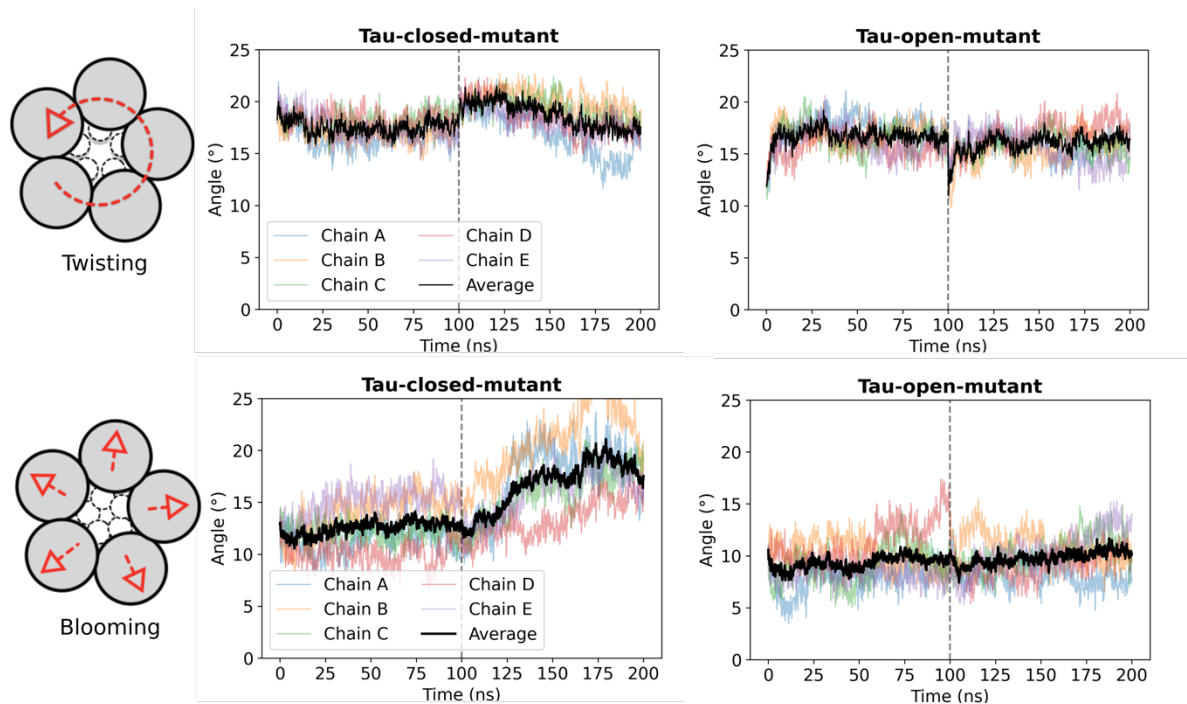 Twisting
Tau-closed-mutant
Angle (°)
25
20
15
10
5
0
Chain A
Chain B
Chain C
Chain D
Chain E
Average
0 25 50 75 100 125 150 175 200
Time (ns)
Tau-open-mutant
Angle (°)
25
20
15
10
5
0
0 25 50 75 100 125 150 175 200
Time (ns)
Blooming
Tau-closed-mutant
Angle (°)
25
20
15
10
5
0
Chain A
Chain B
Chain C
Chain D
Chain E
Average
0 25 50 75 100 125 150 175 200
Time (ns)
Tau-open-mutant
Angle (°)
25
20
15
10
5
0
0 25 50 75 100 125 150 175 200
Time (ns)